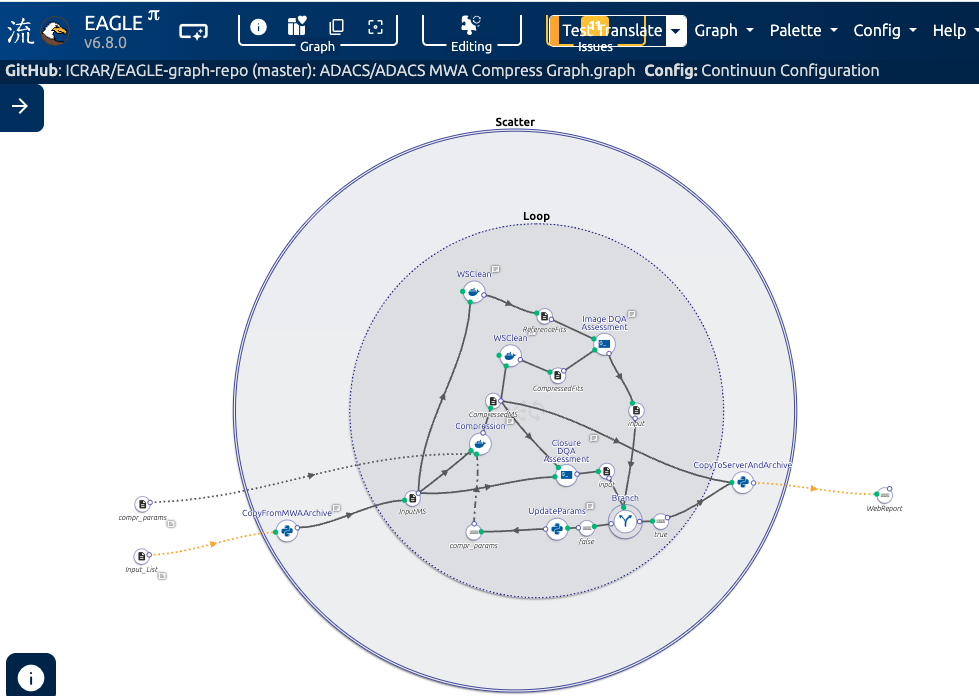 流 EAGLE π
v6.8.0
Graph
Editing
11
Test Translate
Issues
Graph
Palette
Config
Help
GitHub: ICRAR/EAGLE-graph-repo (master): ADACS/ADACS MWA Compress Graph.graph Config: Continuun Configuration
Scatter
Loop
WSClean
ReferenceFits
Image DQA
Assessment
WSClean
CompressedFits
CompressedMS
Compression
input
Closure
DQA
Assessment
input
CopyToServerAndArchive
WebReport
compr_params
CopyFromMWAArchive
InputMS
UpdateParams
Branch
compr_params
false
true
Input_List